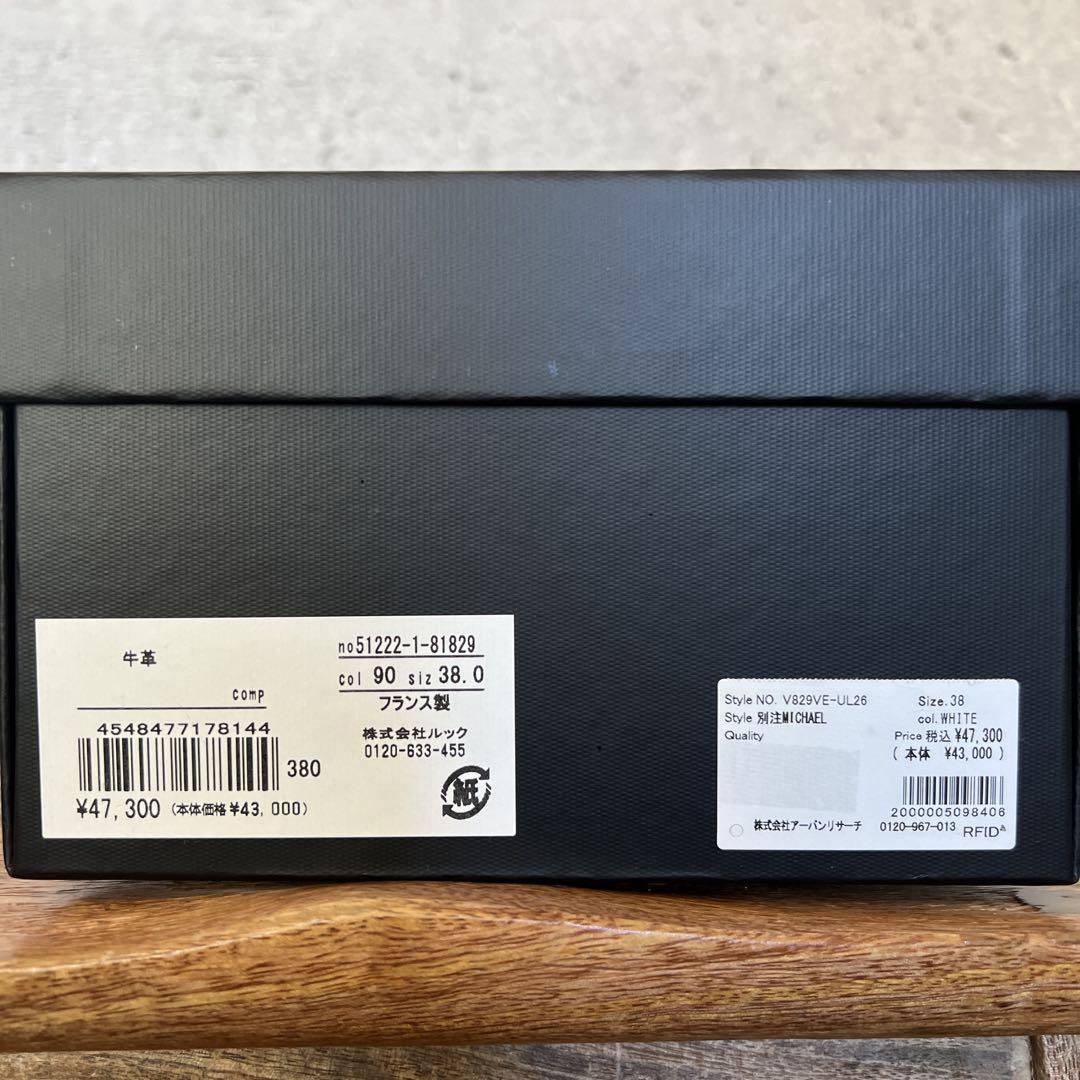 牛革
comp
4548477178144
380
¥47,300 (本体価格¥43,000)
no51222-1-81829
col 90 siz 38.0
フランス製
株式会社ルック
0120-633-455
紙
Style NO. V829VE-UL26 Size.38
Style 別注MICHAEL col.WHITE
Quality Price 税込 ¥47,300
( 本体 ¥43,000 )
2000005098406
株式会社アーバンリサーチ 0120-967-013 RFID